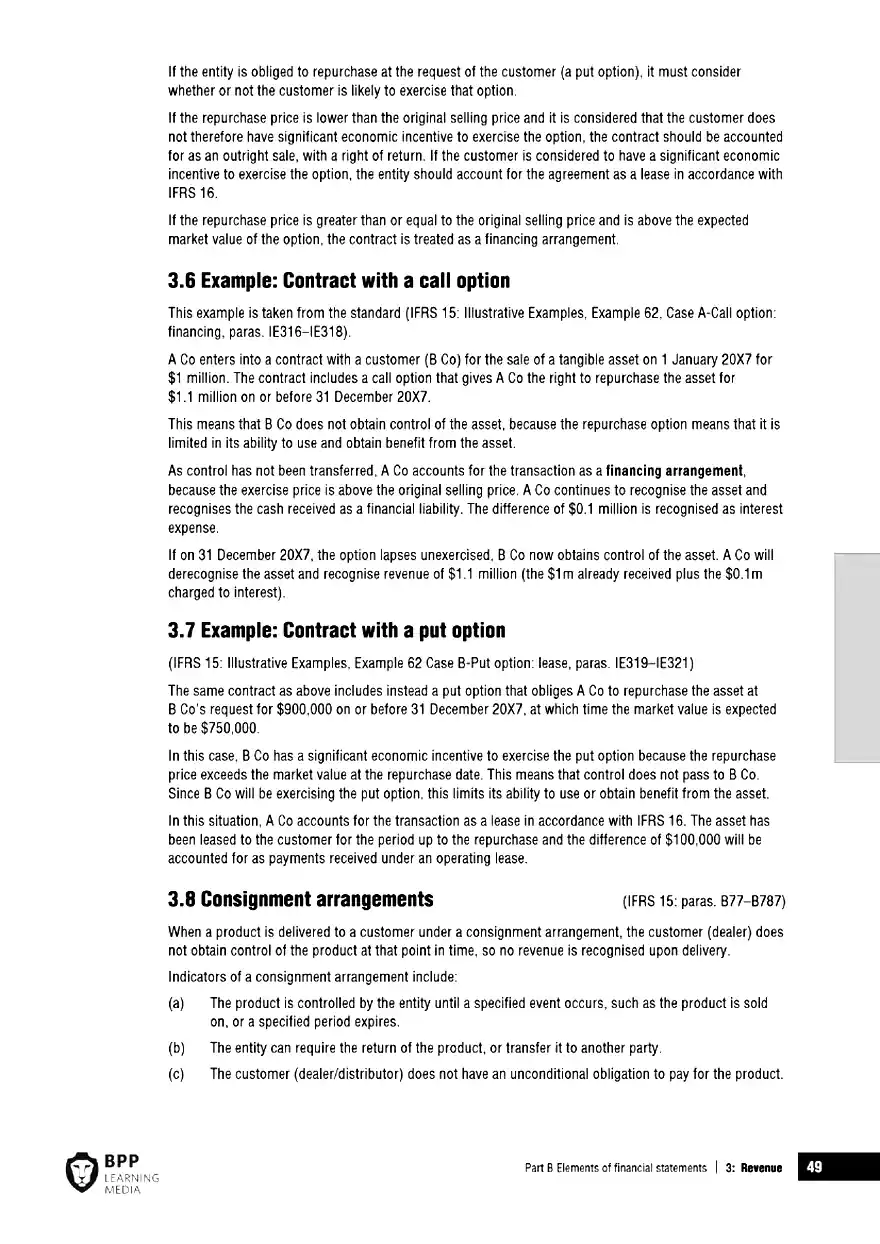 If the entity is obliged to repurchase at the request of the customer (a put option), it must consider
whether or not the customer is likely to exercise that option.
If the repurchase price is lower than the original selling price and it is considered that the customer does
not therefore have significant economic incentive to exercise the option, the contract should be accounted
for as an outright sale, with a right of return. If the customer is considered to have a significant economic
incentive to exercise the option, the entity should account for the agreement as a lease in accordance with
IFRS 16.
If the repurchase price is greater than or equal to the original selling price and is above the expected
market value of the option, the contract is treated as a financing arrangement.
3.6 Example: Contract with a call option
This example is taken from the standard (IFRS 15: Illustrative Examples, Example 62, Case A-Call option:
financing, paras. IE316–IE318).
A Co enters into a contract with a customer (B Co) for the sale of a tangible asset on 1 January 20X7 for
$1 million. The contract includes a call option that gives A Co the right to repurchase the asset for
$1.1 million on or before 31 December 20X7.
This means that B Co does not obtain control of the asset, because the repurchase option means that it is
limited in its ability to use and obtain benefit from the asset.
As control has not been transferred, A Co accounts for the transaction as a financing arrangement,
because the exercise price is above the original selling price. A Co continues to recognise the asset and
recognises the cash received as a financial liability. The difference of $0.1 million is recognised as interest
expense.
If on 31 December 20X7, the option lapses unexercised, B Co now obtains control of the asset. A Co will
derecognise the asset and recognise revenue of $1.1 million (the $1m already received plus the $0.1m
charged to interest).
3.7 Example: Contract with a put option
(IFRS 15: Illustrative Examples, Example 62 Case B-Put option: lease, paras. IE319–IE321)
The same contract as above includes instead a put option that obliges A Co to repurchase the asset at
B Co's request for $900,000 on or before 31 December 20X7, at which time the market value is expected
to be $750,000.
In this case, B Co has a significant economic incentive to exercise the put option because the repurchase
price exceeds the market value at the repurchase date. This means that control does not pass to B Co.
Since B Co will be exercising the put option, this limits its ability to use or obtain benefit from the asset.
In this situation, A Co accounts for the transaction as a lease in accordance with IFRS 16. The asset has
been leased to the customer for the period up to the repurchase and the difference of $100,000 will be
accounted for as payments received under an operating lease.
3.8 Consignment arrangements (IFRS 15: paras. B77–B787)
When a product is delivered to a customer under a consignment arrangement, the customer (dealer) does
not obtain control of the product at that point in time, so no revenue is recognised upon delivery.
Indicators of a consignment arrangement include:
(a) The product is controlled by the entity until a specified event occurs, such as the product is sold
on, or a specified period expires.
(b) The entity can require the return of the product, or transfer it to another party.
(c) The customer (dealer/distributor) does not have an unconditional obligation to pay for the product.
BPP
LEARNING
MEDIA
Part B Elements of financial statements | 3: Revenue 49